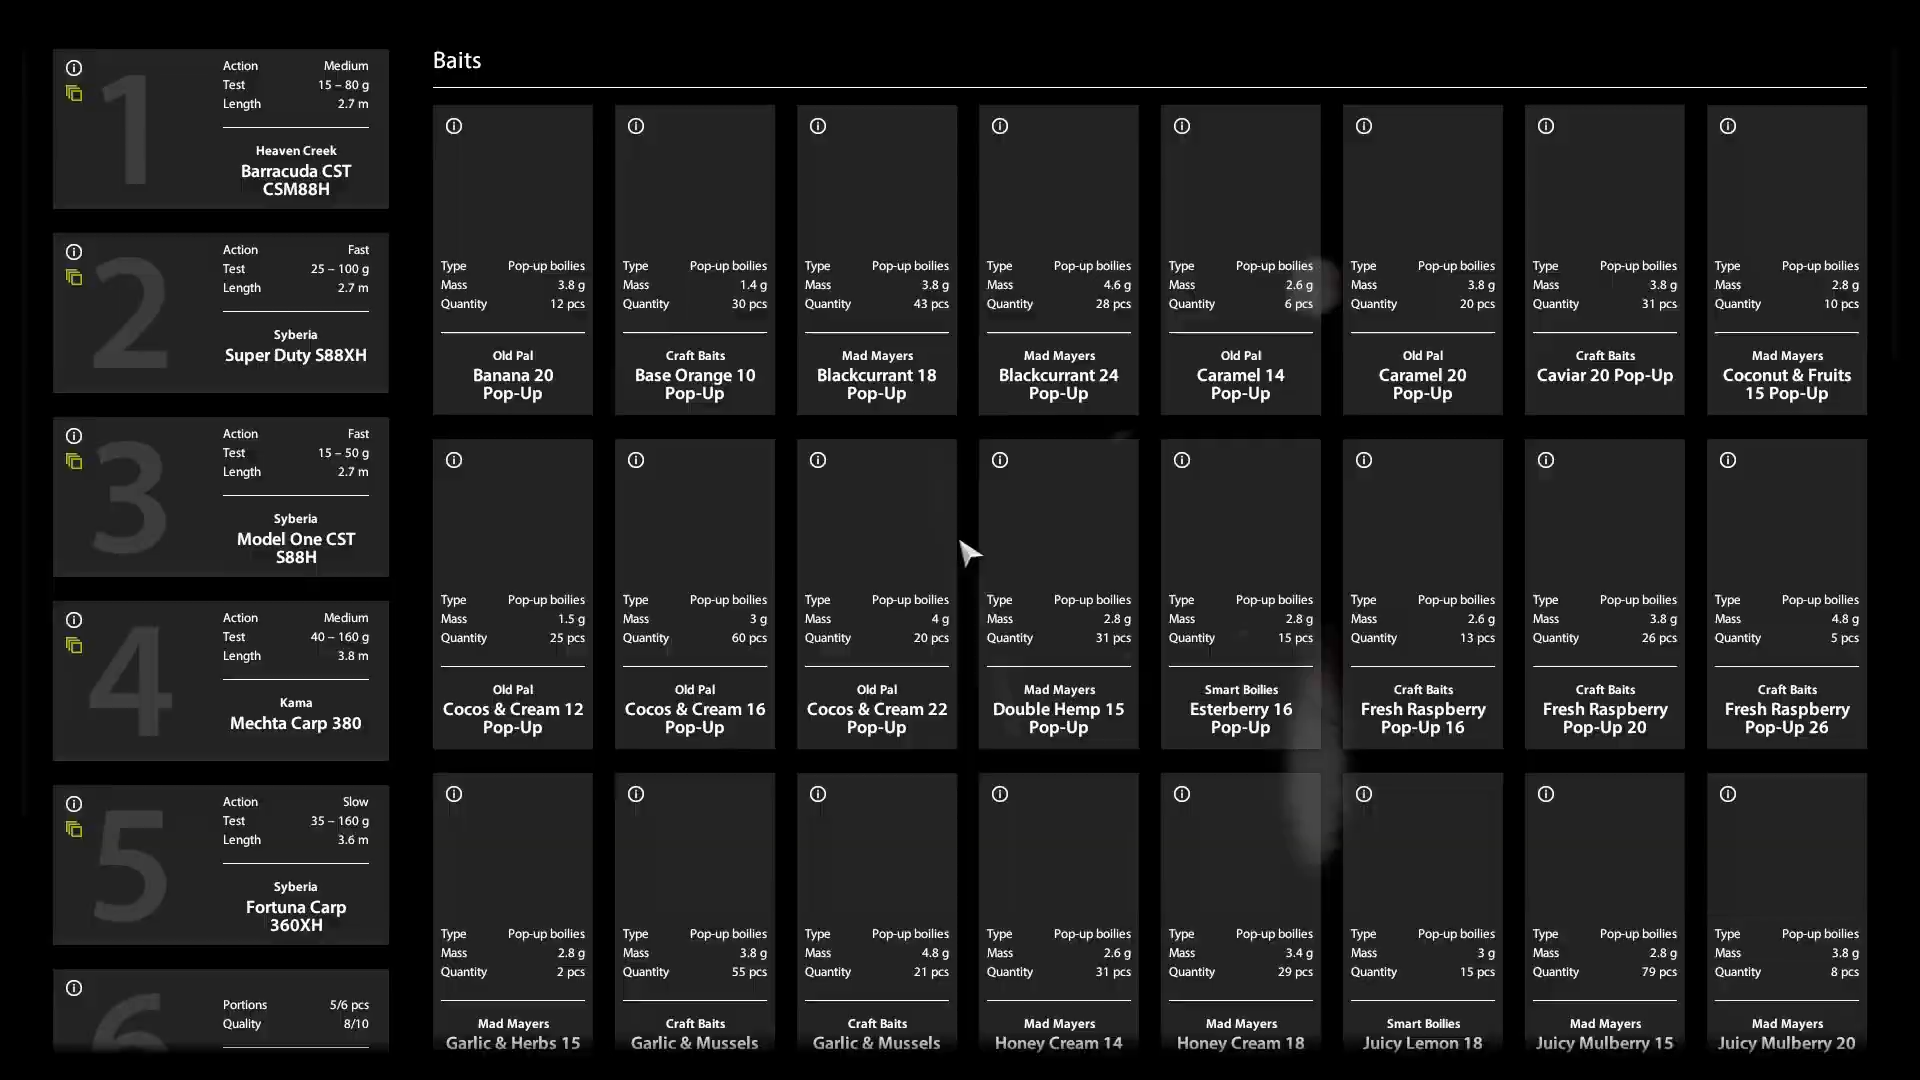 1
Action Medium
Test 15 – 80 g
Length 2.7 m
Heaven Creek
Barracuda CST
CSM88H
2
Action Fast
Test 25 – 100 g
Length 2.7 m
Syberia
Super Duty S88XH
3
Action Fast
Test 15 – 50 g
Length 2.7 m
Syberia
Model One CST
S88H
4
Action Medium
Test 40 – 160 g
Length 3.8 m
Kama
Mechta Carp 380
5
Action Slow
Test 35 – 160 g
Length 3.6 m
Syberia
Fortuna Carp
360XH
6
Portions 5/6 pcs
Quality 8/10
Baits
Type Pop-up boilies
Mass 3.8 g
Quantity 12 pcs
Old Pal
Banana 20
Pop-Up
Type Pop-up boilies
Mass 1.4 g
Quantity 30 pcs
Craft Baits
Base Orange 10
Pop-Up
Type Pop-up boilies
Mass 3.8 g
Quantity 43 pcs
Mad Mayers
Blackcurrant 18
Pop-Up
Type Pop-up boilies
Mass 4.6 g
Quantity 28 pcs
Mad Mayers
Blackcurrant 24
Pop-Up
Type Pop-up boilies
Mass 2.6 g
Quantity 6 pcs
Old Pal
Caramel 14
Pop-Up
Type Pop-up boilies
Mass 3.8 g
Quantity 20 pcs
Old Pal
Caramel 20
Pop-Up
Type Pop-up boilies
Mass 3.8 g
Quantity 31 pcs
Craft Baits
Caviar 20 Pop-Up
Type Pop-up boilies
Mass 2.8 g
Quantity 10 pcs
Mad Mayers
Coconut & Fruits
15 Pop-Up
Type Pop-up boilies
Mass 1.5 g
Quantity 25 pcs
Old Pal
Cocos & Cream 12
Pop-Up
Type Pop-up boilies
Mass 3 g
Quantity 60 pcs
Old Pal
Cocos & Cream 16
Pop-Up
Type Pop-up boilies
Mass 4 g
Quantity 20 pcs
Old Pal
Cocos & Cream 22
Pop-Up
Type Pop-up boilies
Mass 2.8 g
Quantity 31 pcs
Mad Mayers
Double Hemp 15
Pop-Up
Type Pop-up boilies
Mass 2.8 g
Quantity 15 pcs
Smart Boilies
Esterberry 16
Pop-Up
Type Pop-up boilies
Mass 2.6 g
Quantity 13 pcs
Craft Baits
Fresh Raspberry
Pop-Up 16
Type Pop-up boilies
Mass 3.8 g
Quantity 26 pcs
Craft Baits
Fresh Raspberry
Pop-Up 20
Type Pop-up boilies
Mass 4.8 g
Quantity 5 pcs
Craft Baits
Fresh Raspberry
Pop-Up 26
Type Pop-up boilies
Mass 2.8 g
Quantity 2 pcs
Mad Mayers
Garlic & Herbs 15
Type Pop-up boilies
Mass 3.8 g
Quantity 55 pcs
Craft Baits
Garlic & Mussels
Type Pop-up boilies
Mass 4.8 g
Quantity 21 pcs
Craft Baits
Garlic & Mussels
Type Pop-up boilies
Mass 2.6 g
Quantity 31 pcs
Mad Mayers
Honey Cream 14
Type Pop-up boilies
Mass 3.4 g
Quantity 29 pcs
Mad Mayers
Honey Cream 18
Type Pop-up boilies
Mass 3 g
Quantity 15 pcs
Smart Boilies
Juicy Lemon 18
Type Pop-up boilies
Mass 2.8 g
Quantity 79 pcs
Mad Mayers
Juicy Mulberry 15
Type Pop-up boilies
Mass 3.8 g
Quantity 8 pcs
Mad Mayers
Juicy Mulberry 20